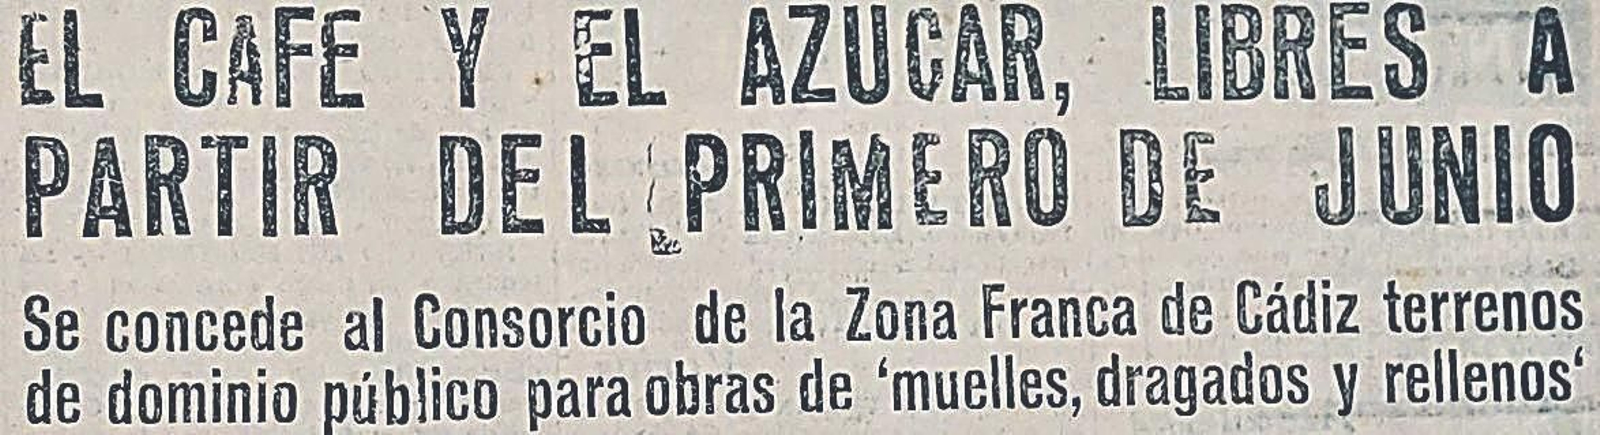 EL CAFE Y EL AZUCAR, LIBRES A
PARTIR DEL PRIMERO DE JUNIO
Se concede al Consorcio de la Zona Franca de Cádiz terrenos
de dominio público para obras de ‘muelles, dragados y rellenos‘